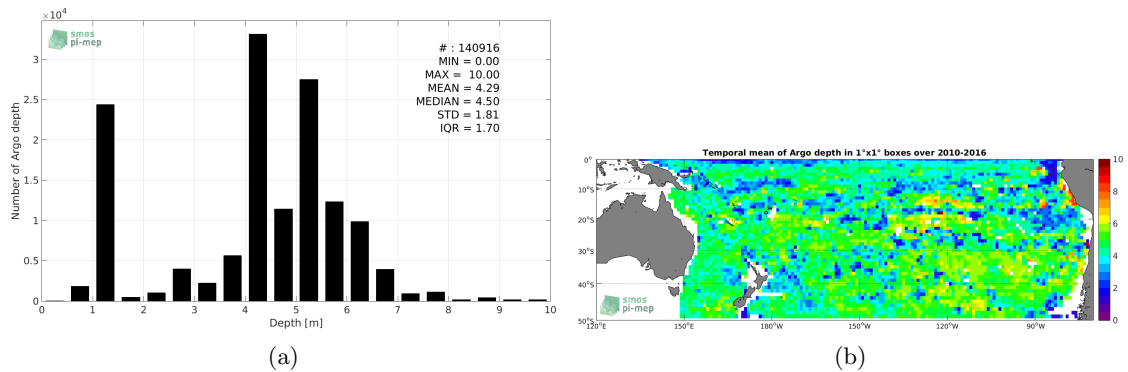 ×10⁴
smos
pi-mep
# : 140916
MIN = 0.00
MAX = 10.00
MEAN = 4.29
MEDIAN = 4.50
STD = 1.81
IQR = 1.70
Number of Argo depth
3.5
3
2.5
2
1.5
1
0.5
0
0 1 2 3 4 5 6 7 8 9 10
Depth [m]
(a)
Temporal mean of Argo depth in 1°x1° boxes over 2010-2016
0°
10°S
20°S
30°S
40°S
50°S
smos
pi-mep
120°E 150°E 180°W 150°W 120°W 90°W
10
8
6
4
2
0
(b)